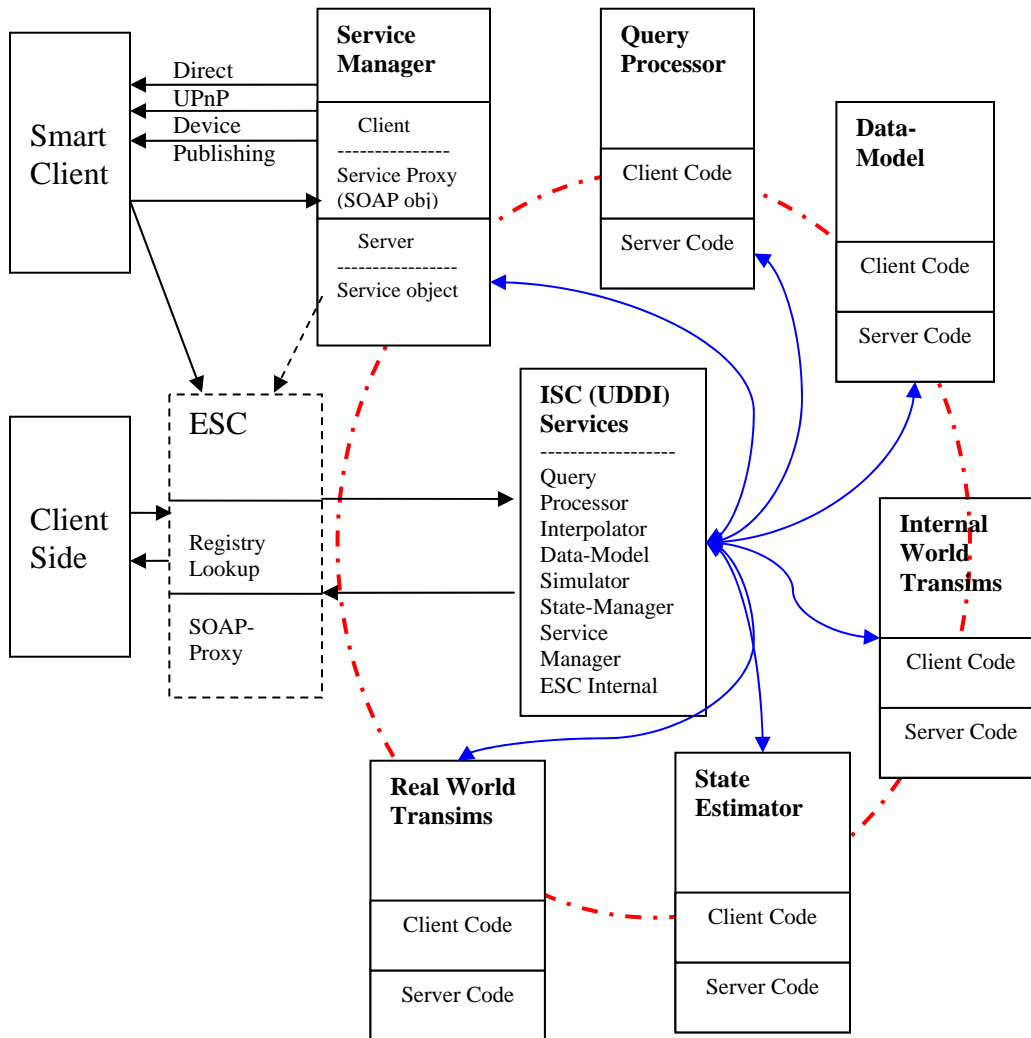 Smart
Client
Direct
UPnP
Device
Publishing
Service
Manager
Client
----------------
Service Proxy
(SOAP obj)
Server
-----------------
Service object
Query
Processor
Client Code
Server Code
Data-
Model
Client Code
Server Code
Client
Side
ESC
Registry
Lookup
SOAP-
Proxy
ISC (UDDI)
Services
-------------------
Query
Processor
Interpolator
Data-Model
Simulator
State-Manager
Service
Manager
ESC Internal
Internal
World
Transims
Client Code
Server Code
Real World
Transims
Client Code
Server Code
State
Estimator
Client Code
Server Code